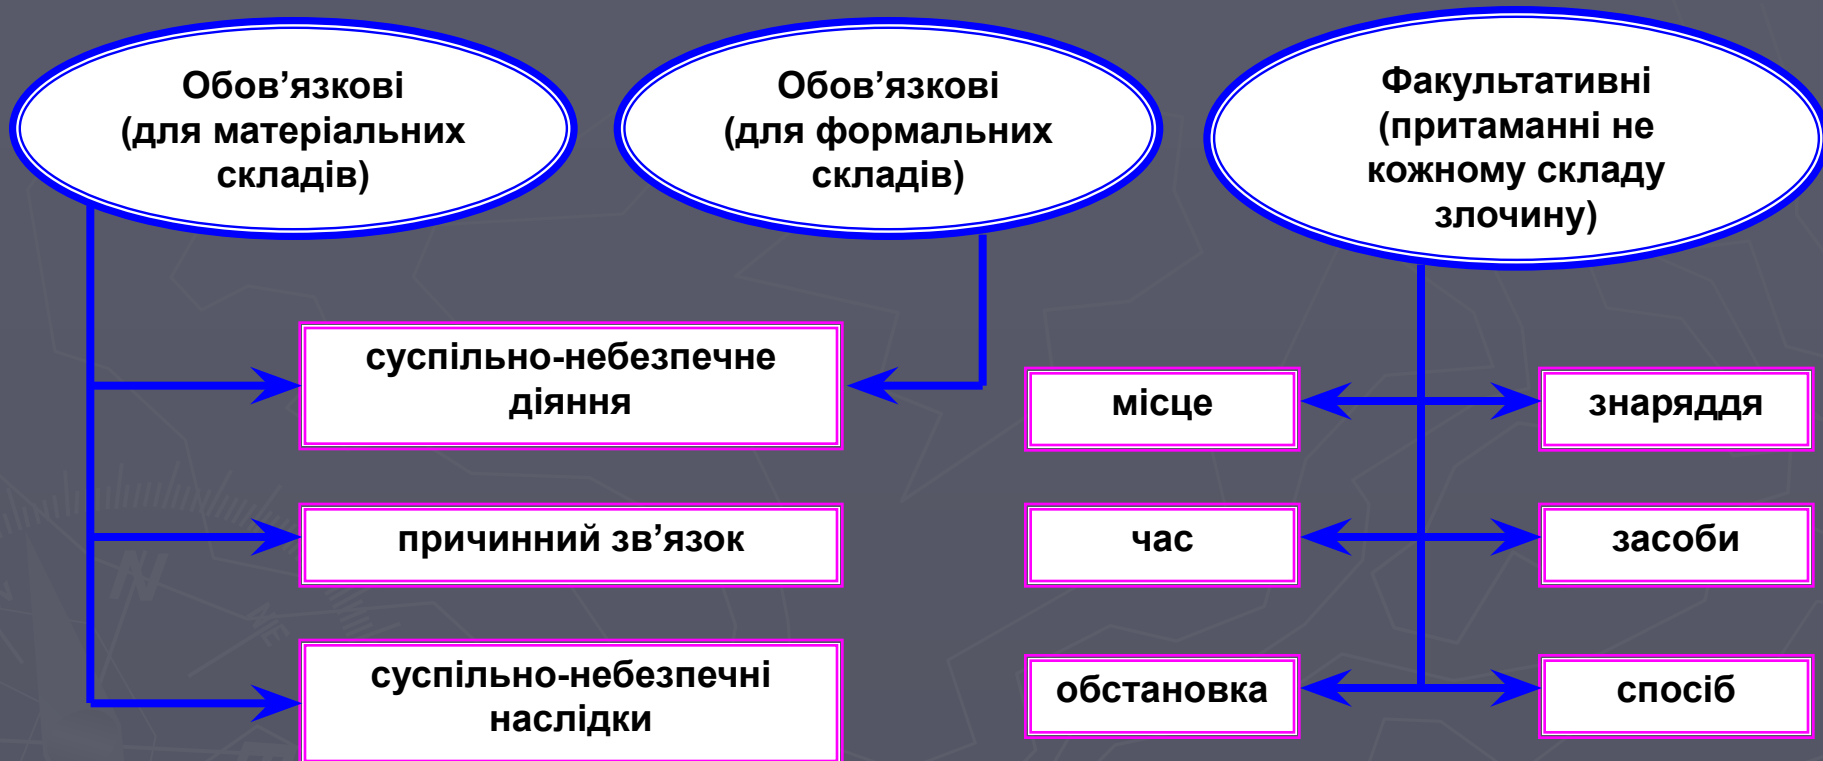 Обов’язкові
(для матеріальних
складів)
Обов’язкові
(для формальних
складів)
Факультативні
(притаманні не
кожному складу
злочину)
суспільно-небезпечне
діяння
причинний зв’язок
суспільно-небезпечні
наслідки
місце
знаряддя
час
засоби
обстановка
спосіб
N
NE